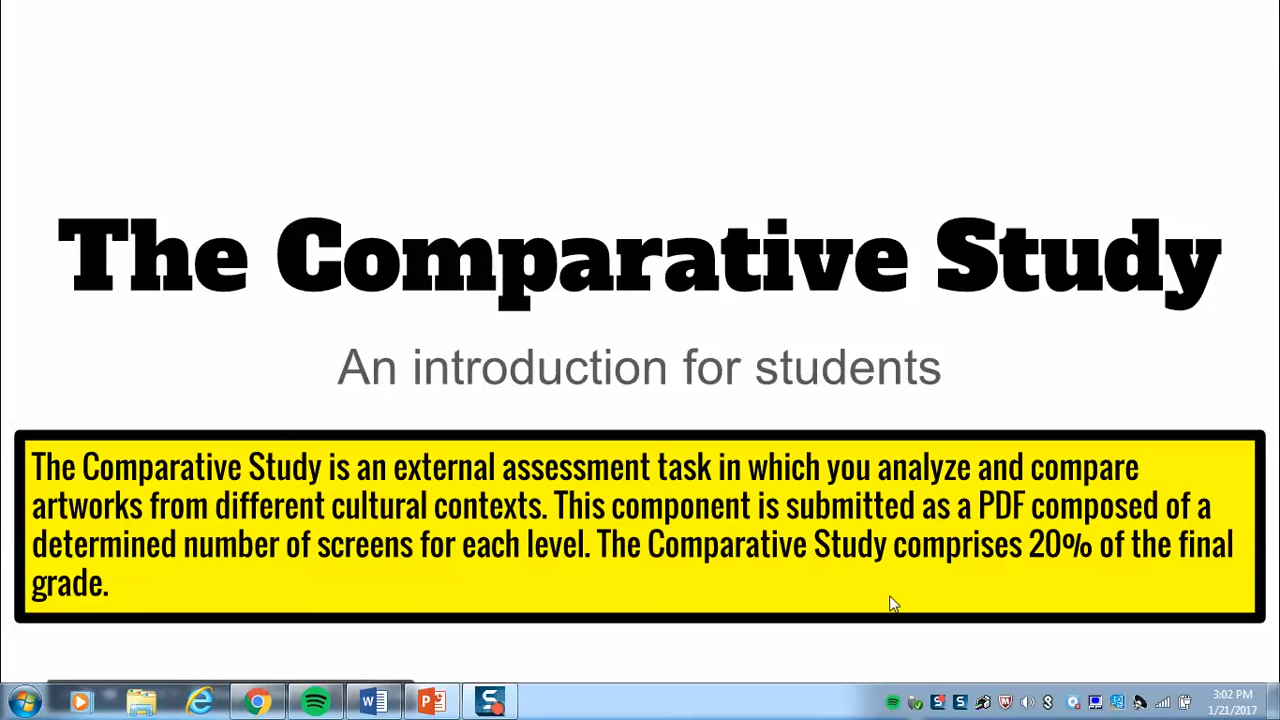 The Comparative Study
An introduction for students
The Comparative Study is an external assessment task in which you analyze and compare
artworks from different cultural contexts. This component is submitted as a PDF composed of a
determined number of screens for each level. The Comparative Study comprises 20% of the final
grade.
3:02 PM
1/21/2017